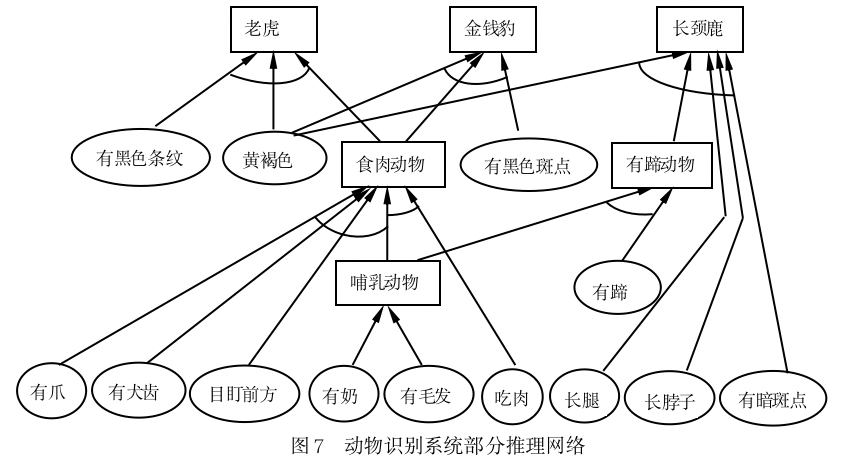 老虎
金钱豹
长颈鹿
有黑色条纹
黄褐色
食肉动物
有黑色斑点
有蹄动物
哺乳动物
有蹄
有爪
有犬齿
目盯前方
有奶
有毛发
吃肉
长腿
长脖子
有暗斑点
图7 动物识别系统部分推理网络